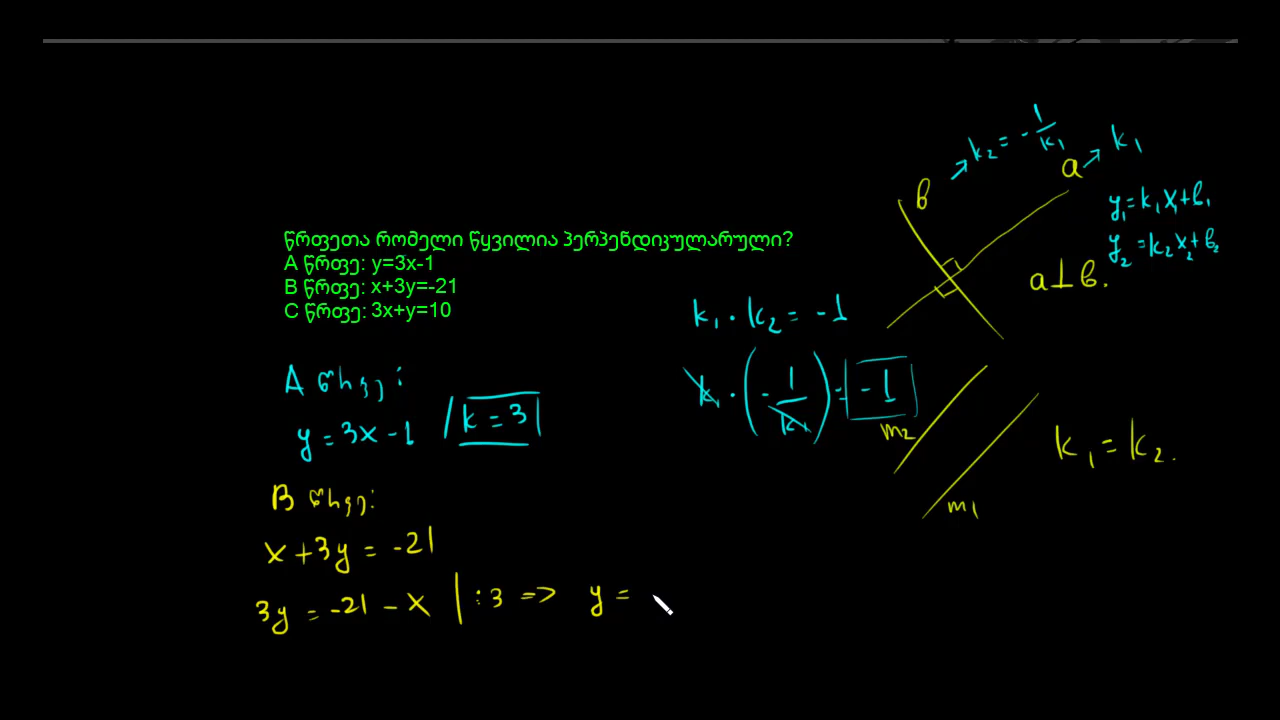 წრფეთა რომელი წყვილია პერპენდიკულარული?
A წრფე: y=3x-1
B წრფე: x+3y=-21
C წრფე: 3x+y=10
A წრფე:
y = 3x - 1 / k = 3
B წრფე:
x + 3y = -21
3y = -21 - x | : 3 => y =
k₁ · k₂ = -1
k₁ · (-1/k₁) = -1
k₂ = -1/k₁
a → k₁
в
y₁ = k₁x₁ + b₁
y₂ = k₂x₂ + b₂
a ⊥ в.
m₂
m₁
k₁ = k₂.